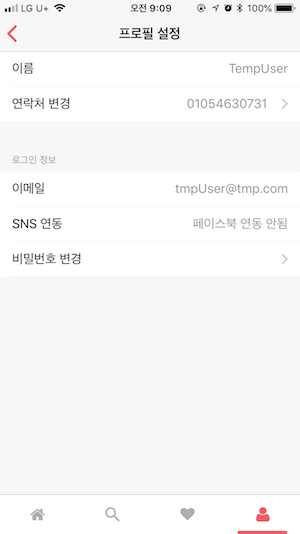 LG U+ 오전 9:09 100%
프로필 설정
이름 TempUser
연락처 변경 01054630731
로그인 정보
이메일 tmpUser@tmp.com
SNS 연동 페이스북 연동 안됨
비밀번호 변경